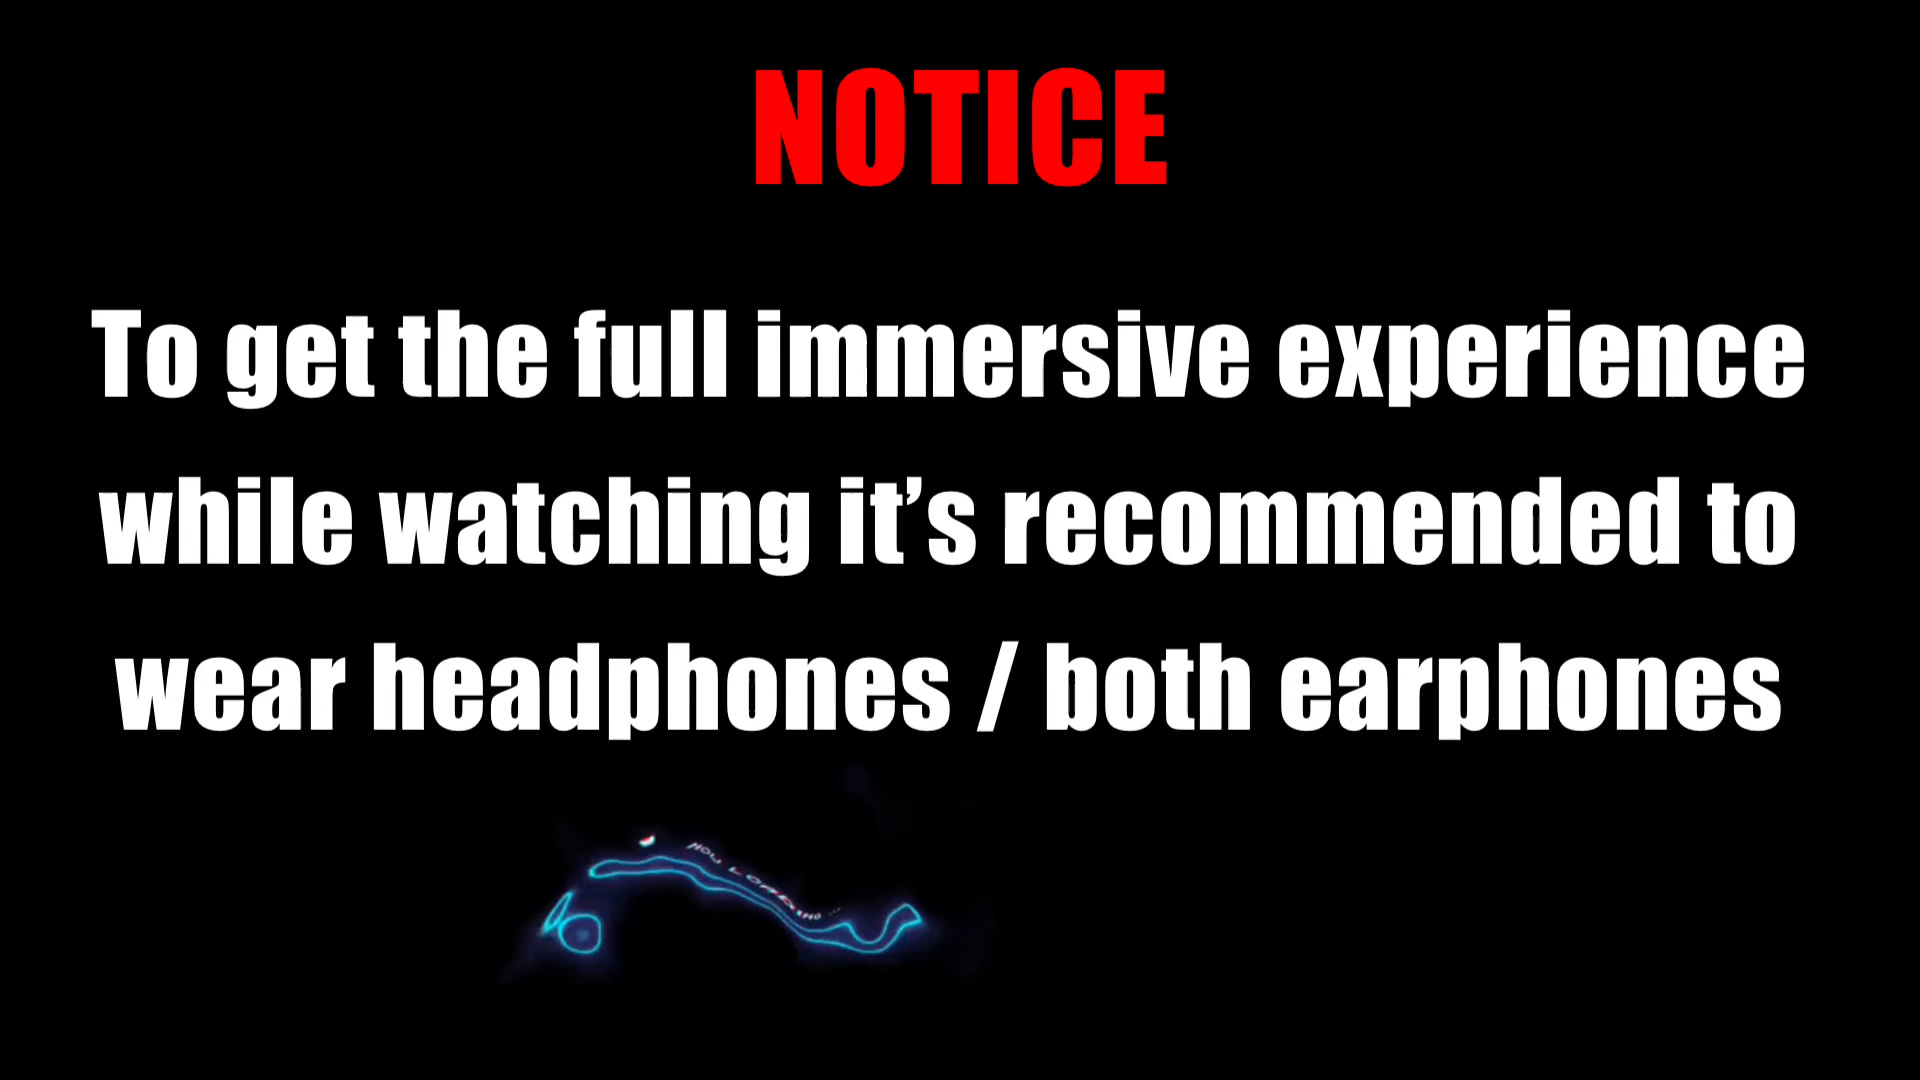 NOTICE
To get the full immersive experience
while watching it’s recommended to
wear headphones / both earphones